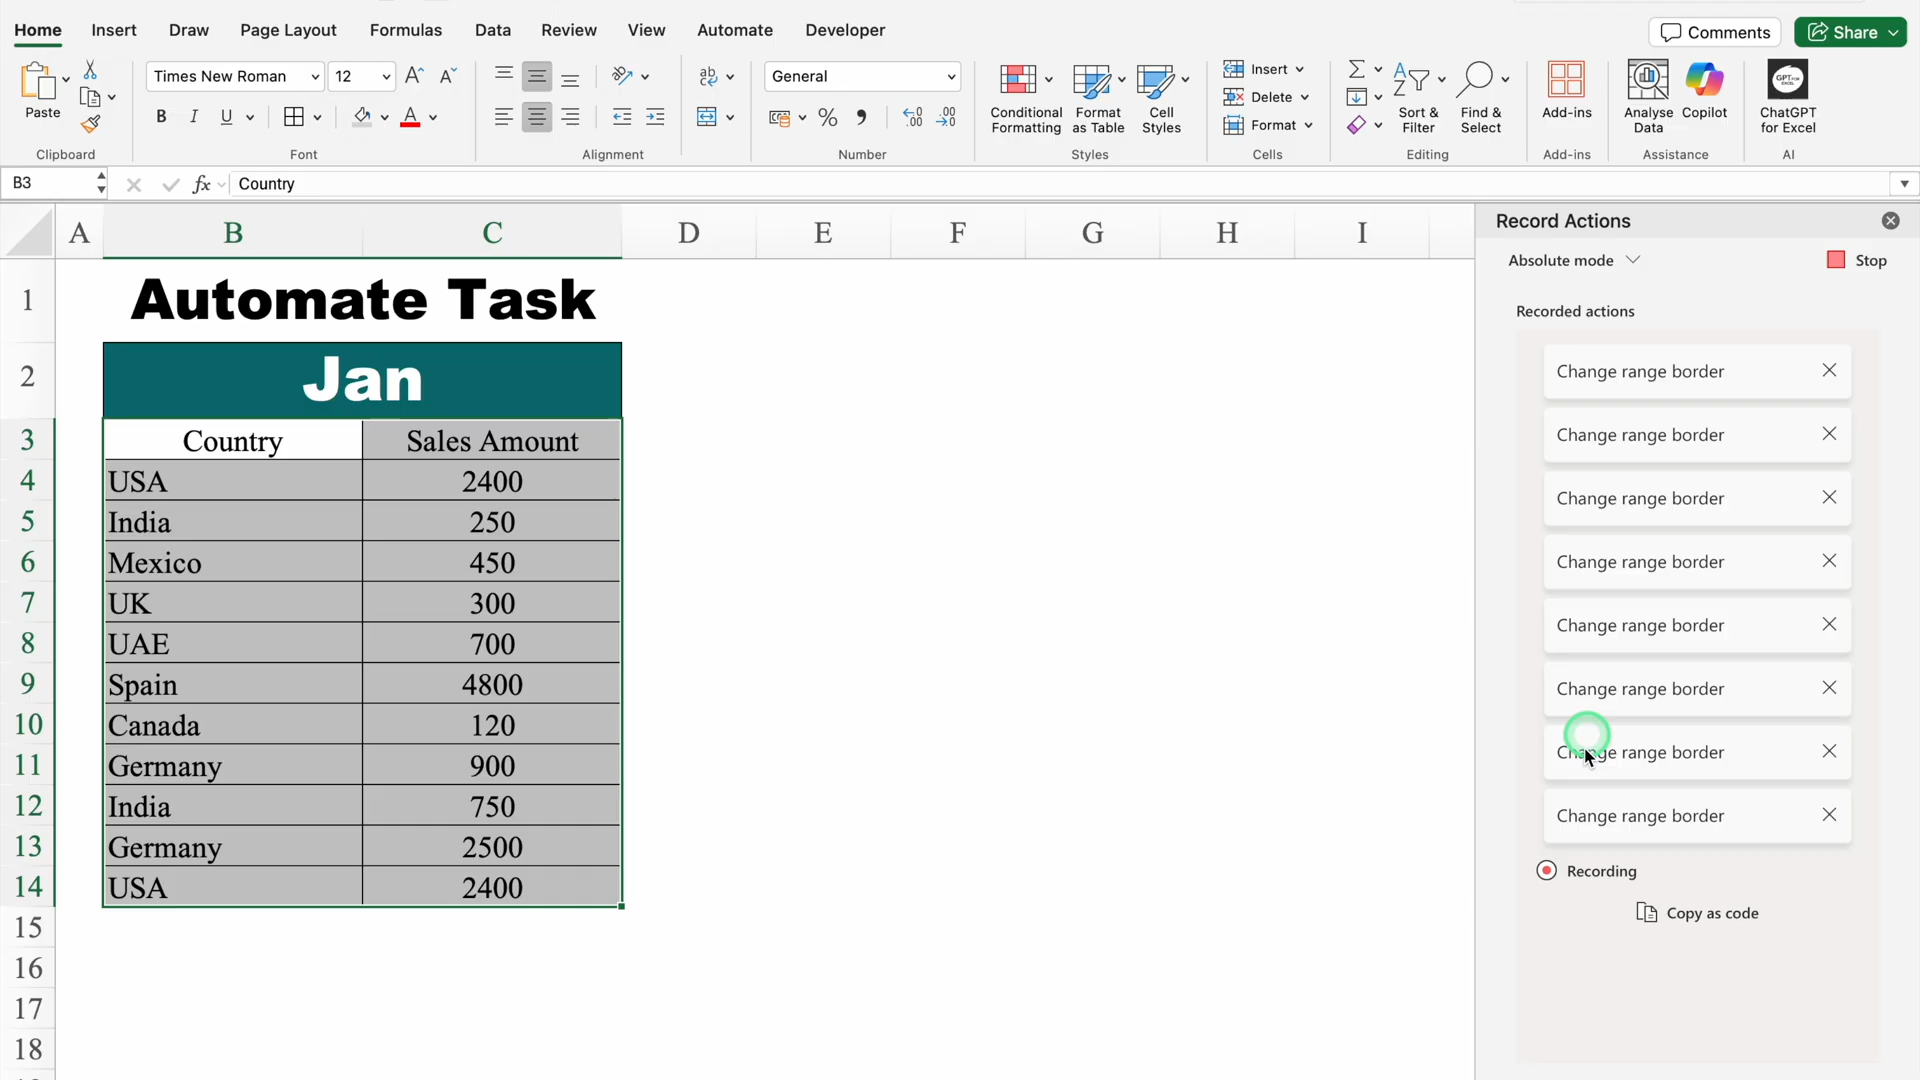 Home Insert Draw Page Layout Formulas Data Review View Automate Developer Comments Share
Times New Roman 12 General Insert
Delete
Format
Paste B I U Conditional Formatting Format as Table Cell Styles Sort & Filter Find & Select Add-ins Analyse Data Copilot ChatGPT for Excel
Clipboard Font Alignment Number Styles Cells Editing Add-ins Assistance AI
B3 fx Country
A B C D E F G H I
Record Actions
Absolute mode Stop
Recorded actions
Change range border
Change range border
Change range border
Change range border
Change range border
Change range border
Change range border
Change range border
Recording
Copy as code
1 Automate Task
2 Jan
3 Country Sales Amount
4 USA 2400
5 India 250
6 Mexico 450
7 UK 300
8 UAE 700
9 Spain 4800
10 Canada 120
11 Germany 900
12 India 750
13 Germany 2500
14 USA 2400
15
16
17
18